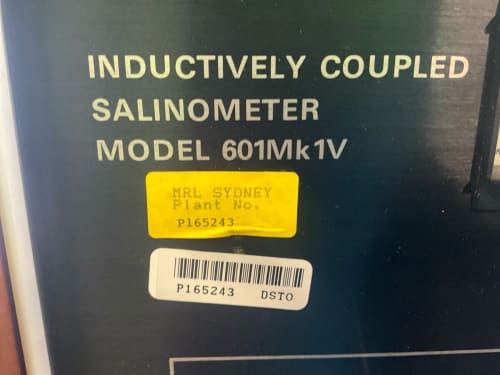 INDUCTIVELY COUPLED
SALINOMETER
MODEL 601Mk1V
MRL SYDNEY
Plant No.
P165243
P165243 DSTO